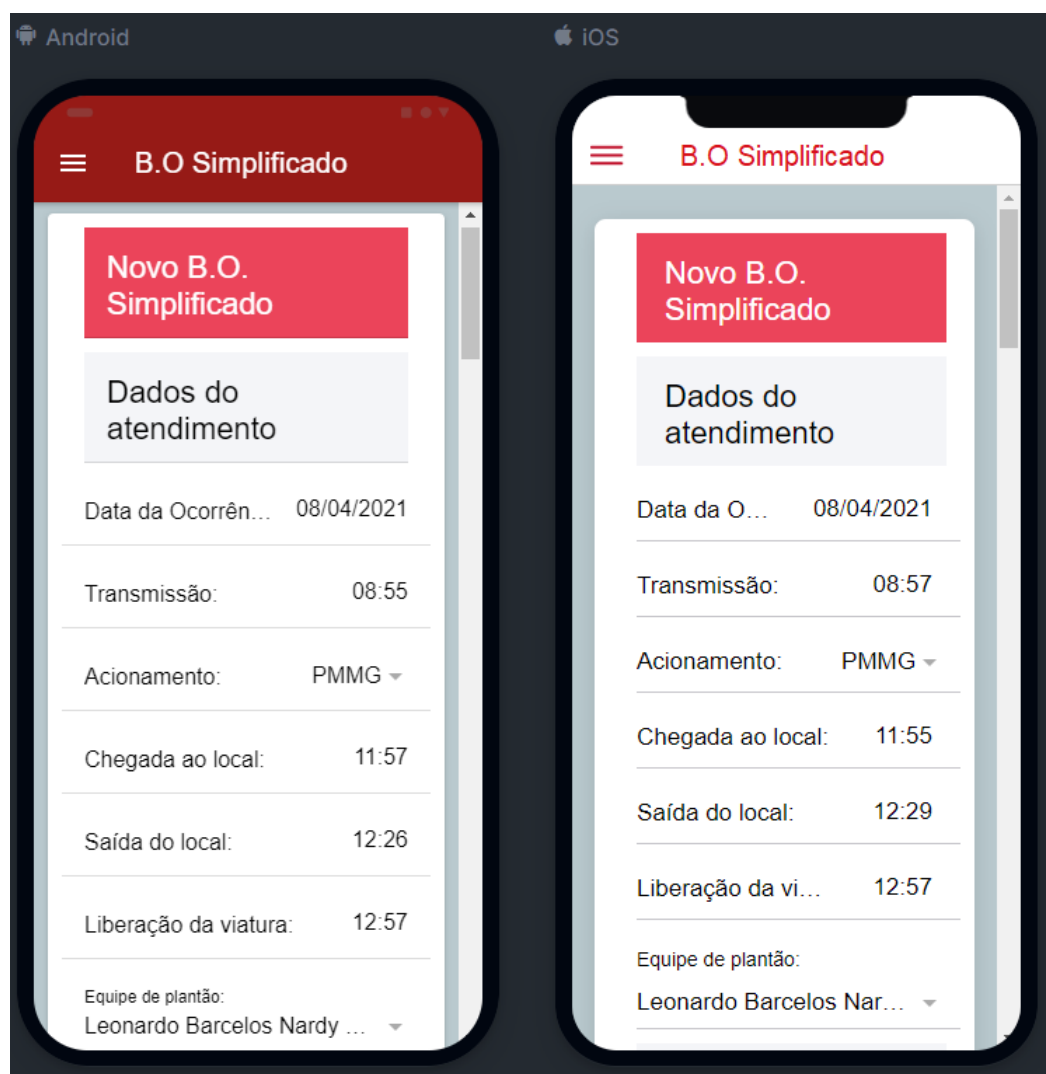 Android
B.O Simplificado
Novo B.O.
Simplificado
Dados do
atendimento
Data da Ocorrên... 08/04/2021
Transmissão: 08:55
Acionamento: PMMG
Chegada ao local: 11:57
Saída do local: 12:26
Liberação da viatura: 12:57
Equipe de plantão:
Leonardo Barcelos Nardy ...
iOS
B.O Simplificado
Novo B.O.
Simplificado
Dados do
atendimento
Data da O... 08/04/2021
Transmissão: 08:57
Acionamento: PMMG
Chegada ao local: 11:55
Saída do local: 12:29
Liberação da vi... 12:57
Equipe de plantão:
Leonardo Barcelos Nar...